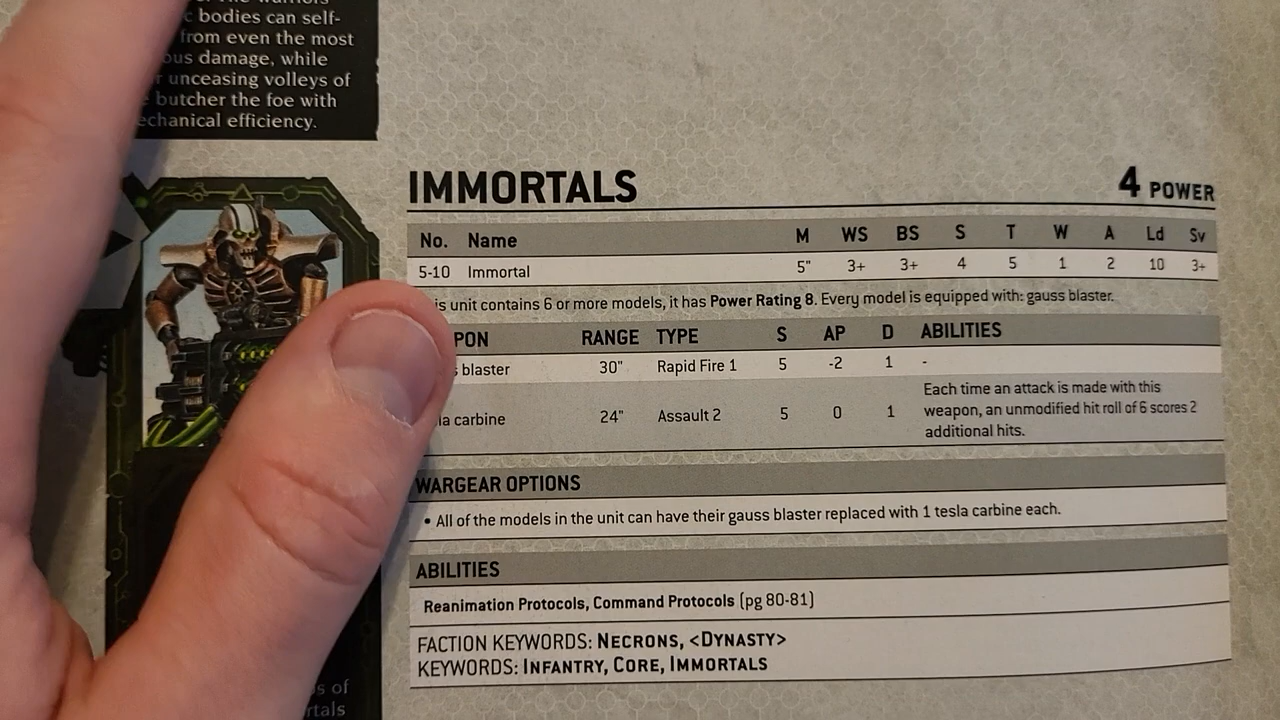 bodies can self-
from even the most
damage, while
unceasing volleys of
butcher the foe with
efficiency.
IMMORTALS
4 POWER
No. Name M WS BS S T W A Ld Sv
5-10 Immortal 5" 3+ 3+ 4 5 1 2 10 3+
is unit contains 6 or more models, it has Power Rating 8. Every model is equipped with: gauss blaster.
PON RANGE TYPE S AP D ABILITIES
blaster 30" Rapid Fire 1 5 -2 1 -
carbine 24" Assault 2 5 0 1 Each time an attack is made with this
weapon, an unmodified hit roll of 6 scores 2
additional hits.
WARGEAR OPTIONS
• All of the models in the unit can have their gauss blaster replaced with 1 tesla carbine each.
ABILITIES
Reanimation Protocols, Command Protocols (pg 80-81)
FACTION KEYWORDS: NECRONS, <DYNASTY>
KEYWORDS: INFANTRY, CORE, IMMORTALS
of